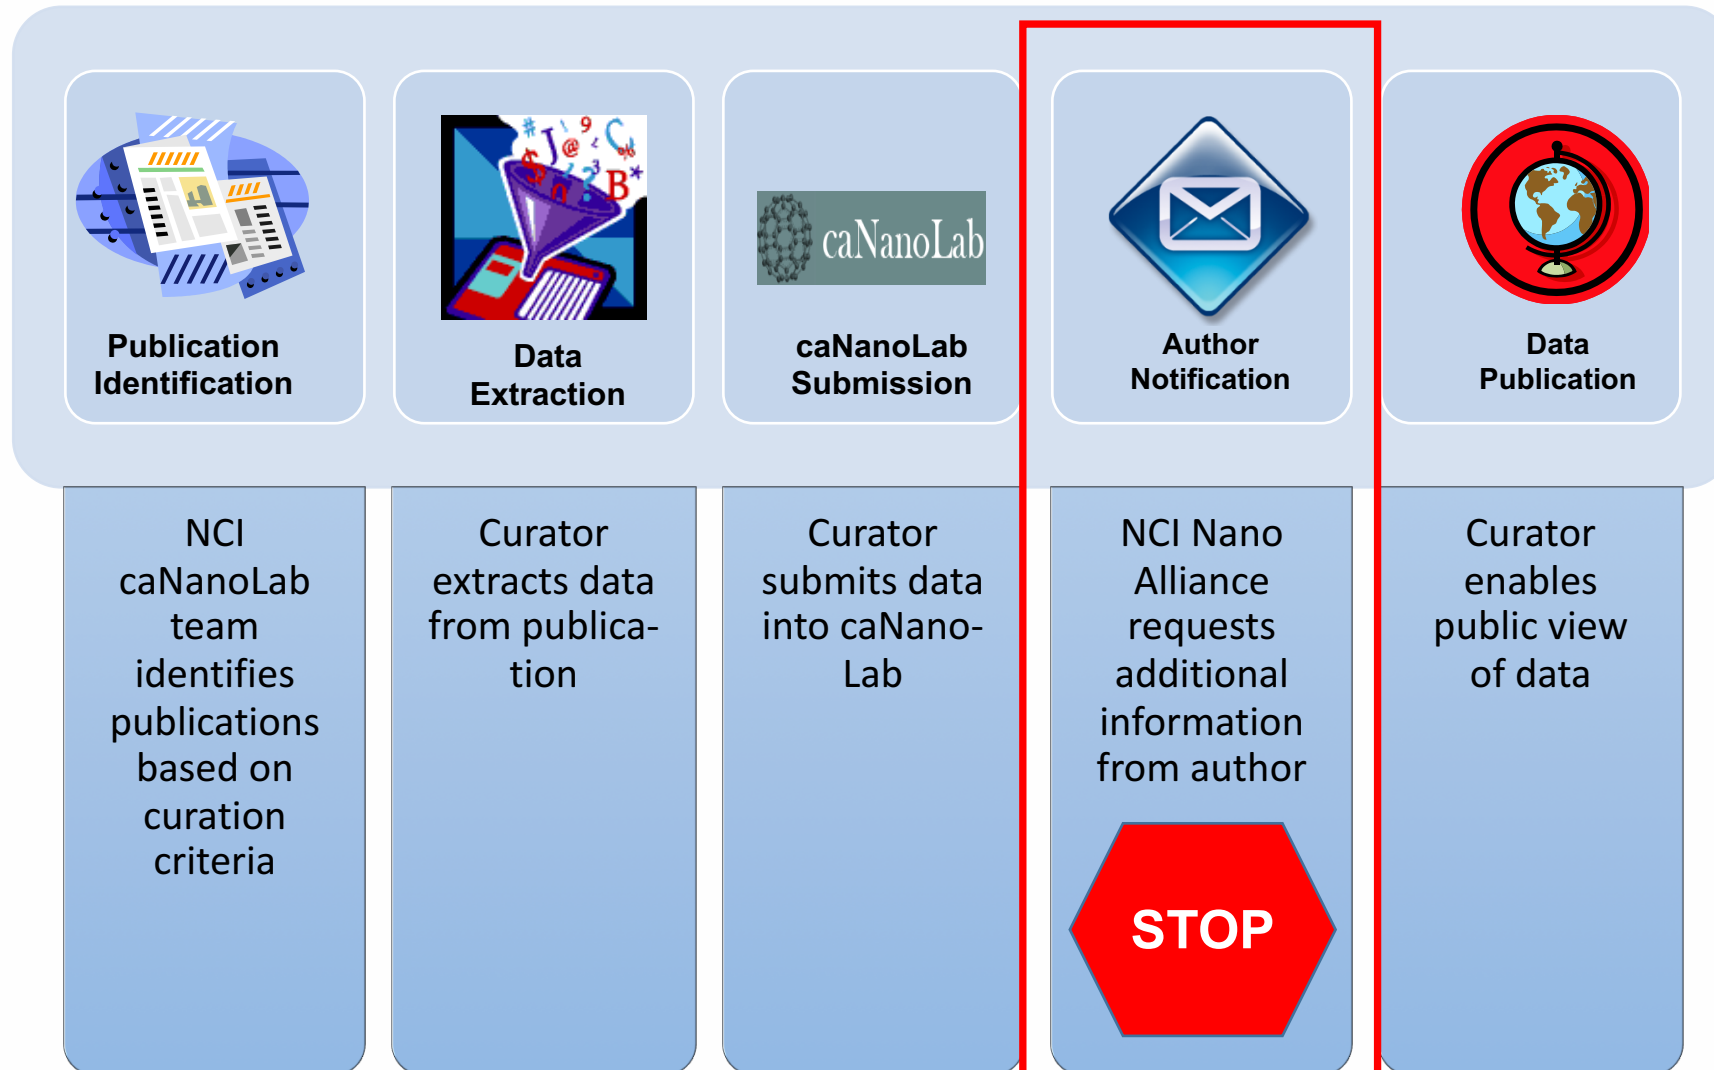 Publication
Identification
Data
Extraction
caNanoLab
caNanoLab
Submission
Author
Notification
Data
Publication
NCI
caNanoLab
team
identifies
publications
based on
curation
criteria
Curator
extracts data
from publica-
tion
Curator
submits data
into caNano-
Lab
NCI Nano
Alliance
requests
additional
information
from author
STOP
Curator
enables
public view
of data